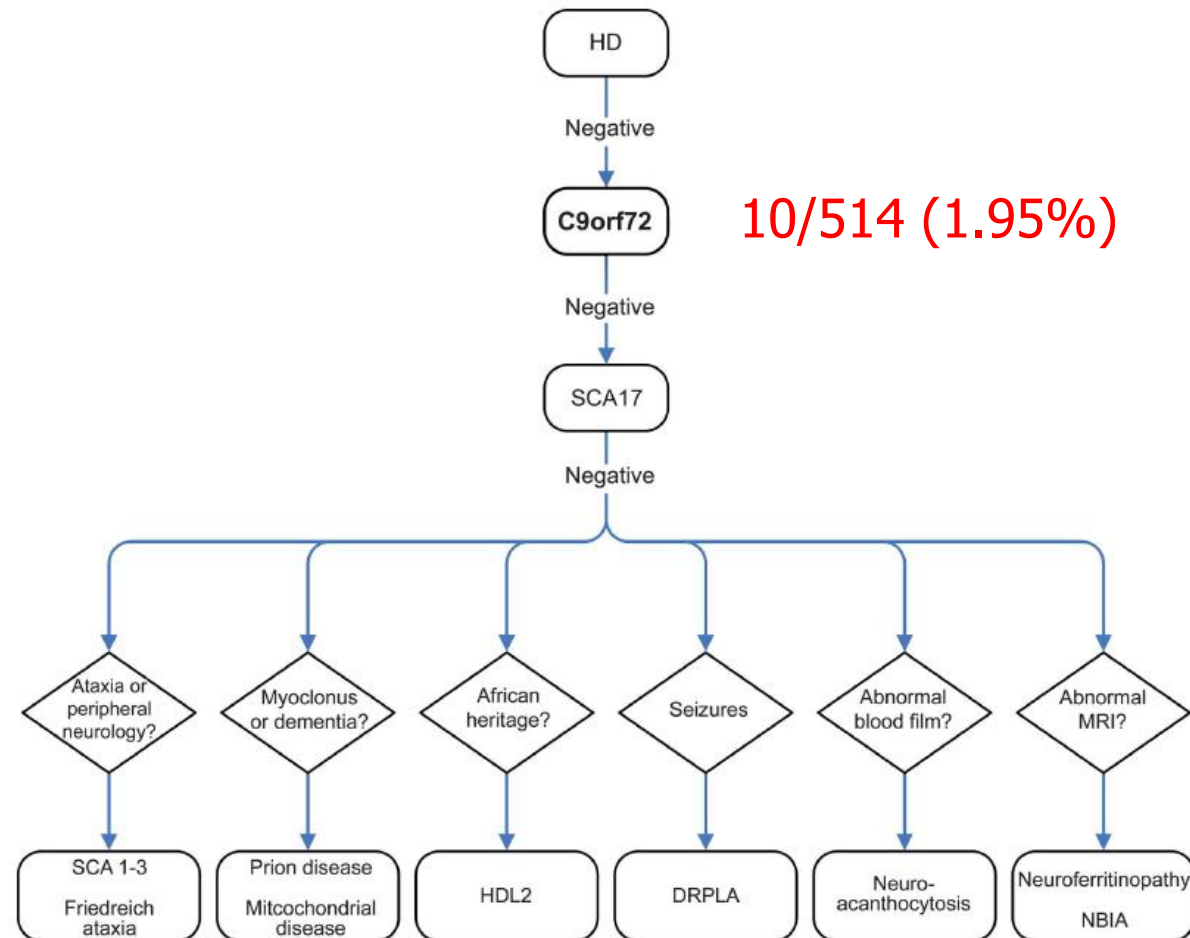 HD
Negative
C9orf72
10/514 (1.95%)
Negative
SCA17
Negative
Ataxia or
peripheral
neurology?
Myoclonus
or dementia?
African
heritage?
Seizures
Abnormal
blood film?
Abnormal
MRI?
SCA 1-3
Friedreich
ataxia
Prion disease
Mitcochondrial
disease
HDL2
DRPLA
Neuro-
acanthocytosis
Neuroferritinopathy
NBIA